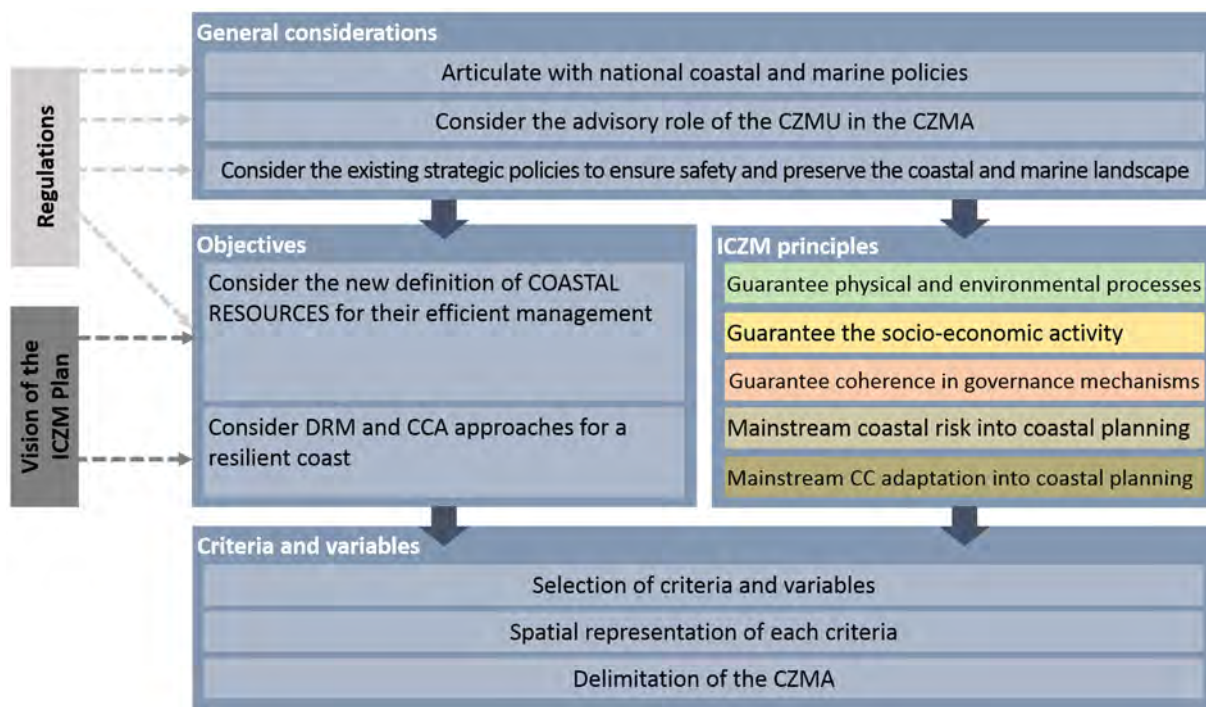 General considerations
Articulate with national coastal and marine policies
Consider the advisory role of the CZMU in the CZMA
Consider the existing strategic policies to ensure safety and preserve the coastal and marine landscape
Regulations
Vision of the
ICZM Plan
Objectives
Consider the new definition of COASTAL
RESOURCES for their efficient management
Consider DRM and CCA approaches for a
resilient coast
ICZM principles
Guarantee physical and environmental processes
Guarantee the socio-economic activity
Guarantee coherence in governance mechanisms
Mainstream coastal risk into coastal planning
Mainstream CC adaptation into coastal planning
Criteria and variables
Selection of criteria and variables
Spatial representation of each criteria
Delimitation of the CZMA